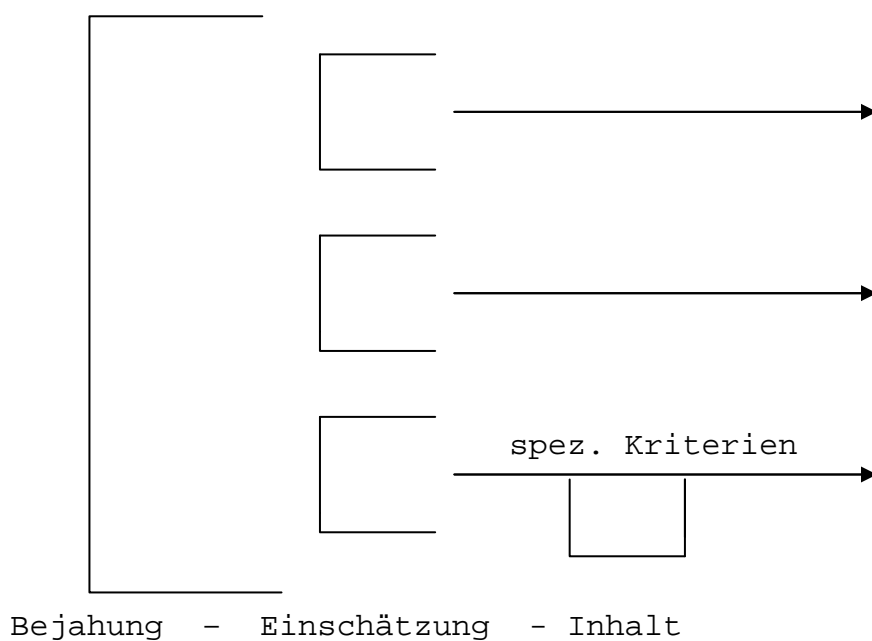 spez. Kriterien
Bejahung – Einschätzung - Inhalt